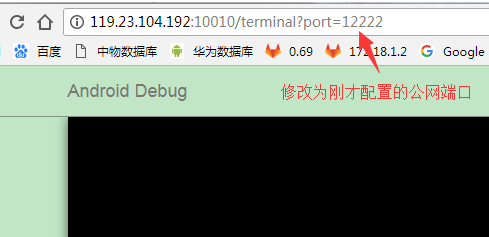 119.23.104.192:10010/terminal?port=12222
百度 中物数据库 华为数据库 0.69 172.18.1.2 Google
Android Debug 修改为刚才配置的公网端口